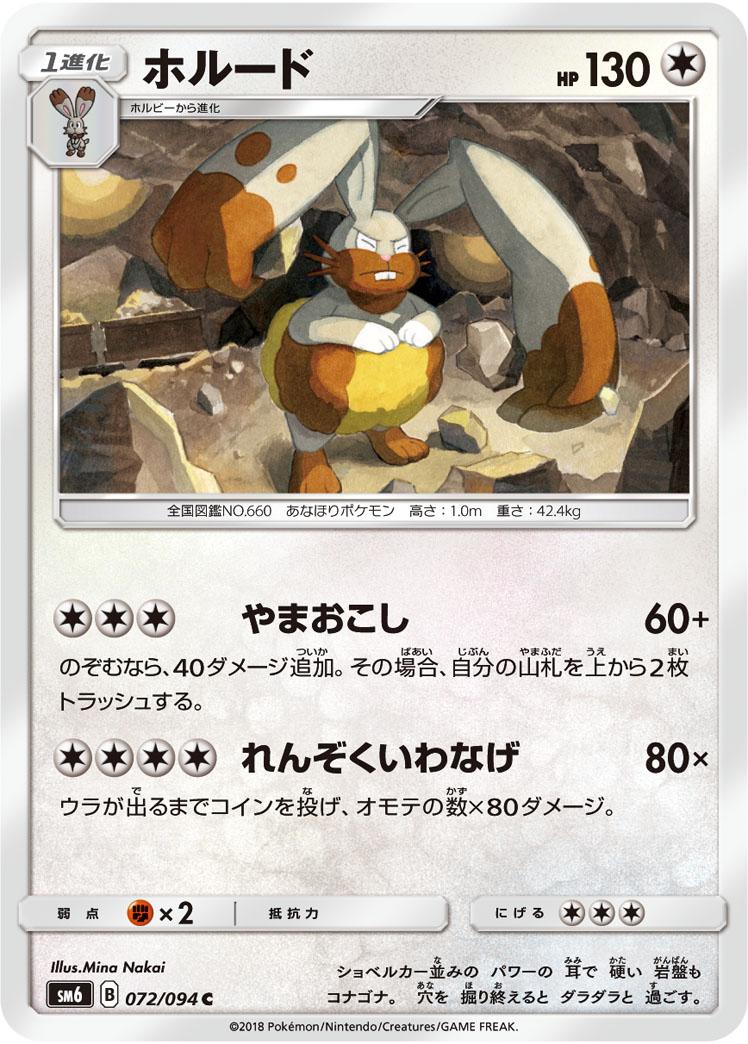 1進化
ホルード
HP 130
ホルビーから進化
全国図鑑NO.660 あなほりポケモン 高さ：1.0m 重さ：42.4kg
やまおこし 60+
のぞむなら、40ダメージ追加。その場合、自分の山札を上から2枚
トラッシュする。
れんぞくいわなげ 80×
ウラが出るまでコインを投げ、オモテの数×80ダメージ。
弱点 ×2 抵抗力 にげる
Illus.Mina Nakai
SM6 B 072/094 C
ショベルカー並みの パワーの 耳で 硬い 岩盤も
コナゴナ。 穴を 掘り終えると ダラダラと 過ごす。
©2018 Pokémon/Nintendo/Creatures/GAME FREAK.